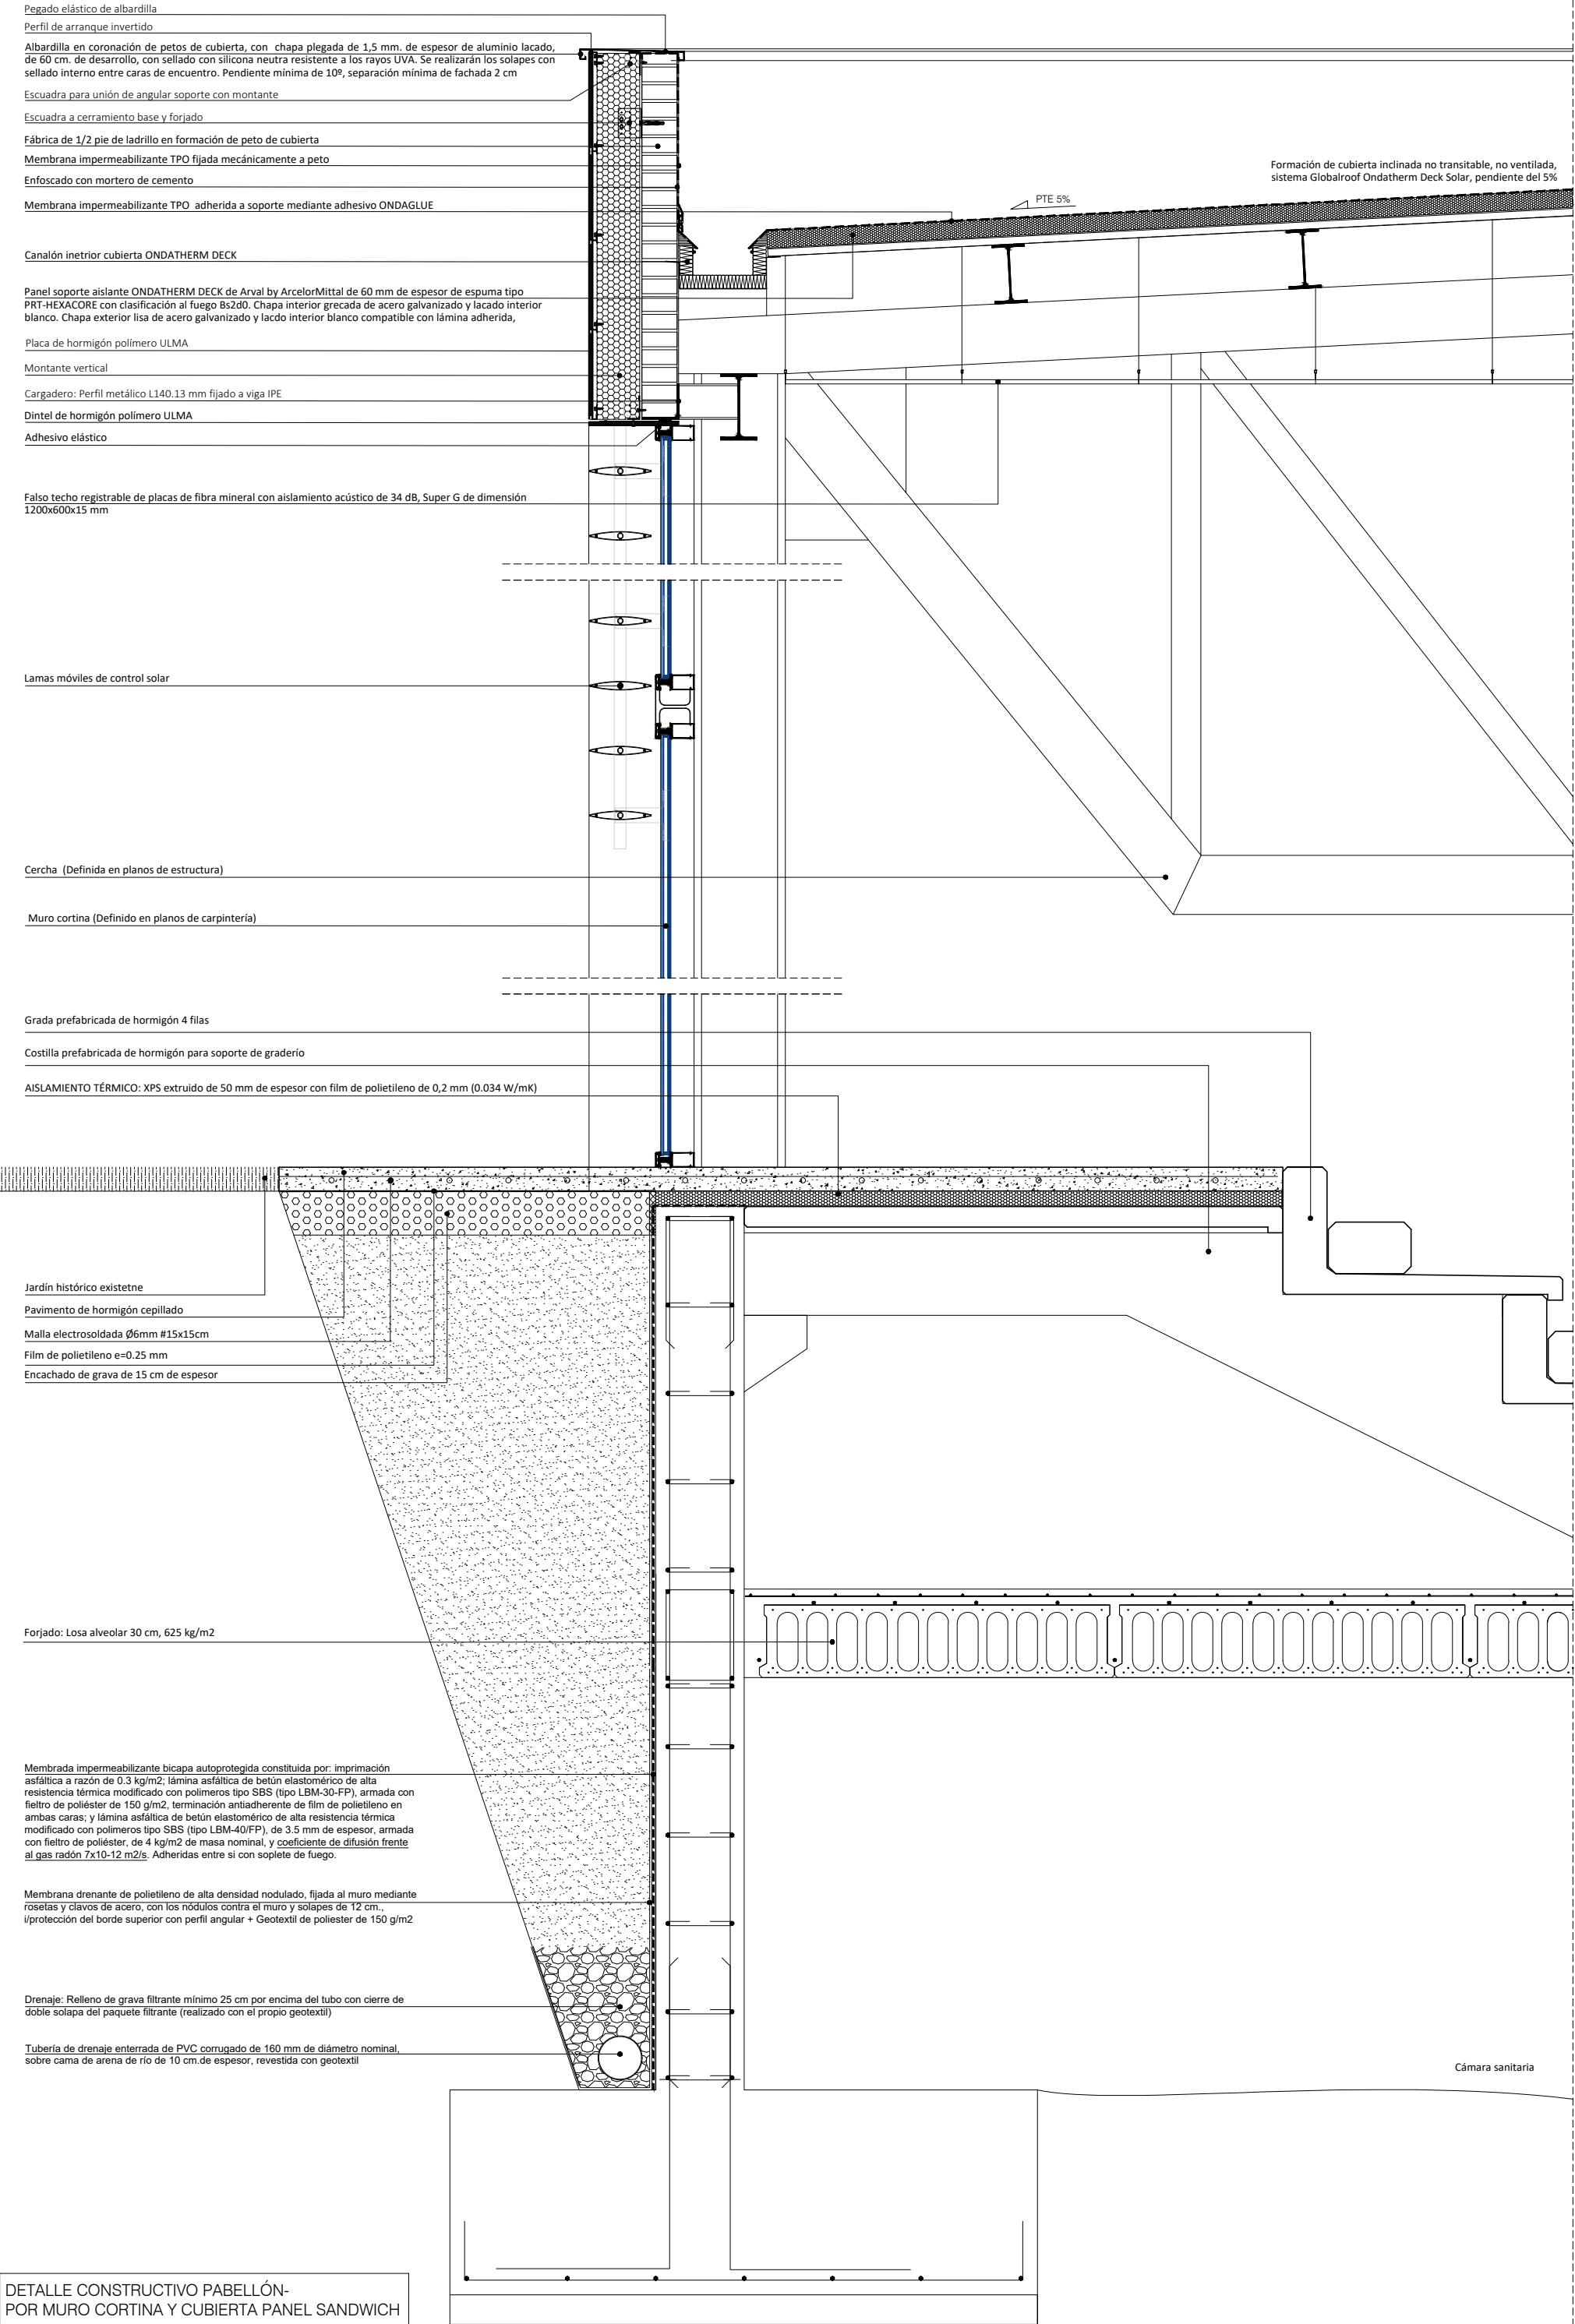 Pegado elástico de albardilla
Perfil de arranque invertido
Albardilla en coronación de petos de cubierta, con chapa plegada de 1,5 mm. de espesor de aluminio lacado,
de 60 cm. de desarrollo, con sellado con silicona neutra resistente a los rayos UVA. Se realizarán los solapes con
sellado interno entre caras de encuentro. Pendiente mínima de 10º, separación mínima de fachada 2 cm
Escuadra para unión de angular soporte con montante
Escuadra a cerramiento base y forjado
Fábrica de 1/2 pie de ladrillo en formación de peto de cubierta
Membrana impermeabilizante TPO fijada mecánicamente a peto
Enfoscado con mortero de cemento
Membrana impermeabilizante TPO adherida a soporte mediante adhesivo ONDAGLUE
Formación de cubierta inclinada no transitable, no ventilada,
sistema Globalroof Ondatherm Deck Solar, pendiente del 5%
PTE 5%
Canalón inetrior cubierta ONDATHERM DECK
Panel soporte aislante ONDATHERM DECK de Arval by ArcelorMittal de 60 mm de espesor de espuma tipo
PRT-HEXACORE con clasificación al fuego Bs2d0. Chapa interior grecada de acero galvanizado y lacado interior
blanco. Chapa exterior lisa de acero galvanizado y lacdo interior blanco compatible con lámina adherida,
Placa de hormigón polímero ULMA
Montante vertical
Cargadero: Perfil metálico L140.13 mm fijado a viga IPE
Dintel de hormigón polímero ULMA
Adhesivo elástico
Falso techo registrable de placas de fibra mineral con aislamiento acústico de 34 dB, Super G de dimensión
1200x600x15 mm
Lamas móviles de control solar
Cercha (Definida en planos de estructura)
Muro cortina (Definido en planos de carpintería)
Grada prefabricada de hormigón 4 filas
Costilla prefabricada de hormigón para soporte de graderío
AISLAMIENTO TÉRMICO: XPS extruido de 50 mm de espesor con film de polietileno de 0,2 mm (0.034 W/mK)
Jardín histórico existetne
Pavimento de hormigón cepillado
Malla electrosoldada Ø6mm #15x15cm
Film de polietileno e=0.25 mm
Encachado de grava de 15 cm de espesor
Forjado: Losa alveolar 30 cm, 625 kg/m2
Membrada impermeabilizante bicapa autoprotegida constituida por: imprimación
asfáltica a razón de 0.3 kg/m2; lámina asfáltica de betún elastomérico de alta
resistencia térmica modificado con polimeros tipo SBS (tipo LBM-30-FP), armada con
fieltro de poliéster de 150 g/m2, terminación antiadherente de film de polietileno en
ambas caras; y lámina asfáltica de betún elastomérico de alta resistencia térmica
modificado con polimeros tipo SBS (tipo LBM-40/FP), de 3.5 mm de espesor, armada
con fieltro de poliéster, de 4 kg/m2 de masa nominal, y coeficiente de difusión frente
al gas radón 7x10-12 m2/s. Adheridas entre si con soplete de fuego.
Membrana drenante de polietileno de alta densidad nodulado, fijada al muro mediante
rosetas y clavos de acero, con los nódulos contra el muro y solapes de 12 cm.,
i/protección del borde superior con perfil angular + Geotextil de poliester de 150 g/m2
Drenaje: Relleno de grava filtrante mínimo 25 cm por encima del tubo con cierre de
doble solapa del paquete filtrante (realizado con el propio geotextil)
Tubería de drenaje enterrada de PVC corrugado de 160 mm de diámetro nominal,
sobre cama de arena de río de 10 cm.de espesor, revestida con geotextil
Cámara sanitaria
DETALLE CONSTRUCTIVO PABELLÓN-
POR MURO CORTINA Y CUBIERTA PANEL SANDWICH